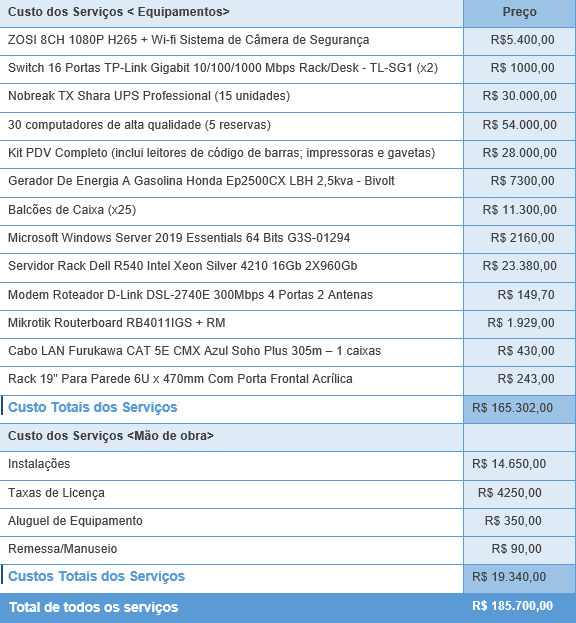 Custo dos Serviços < Equipamentos> Preço
ZOSI 8CH 1080P H265 + Wi-fi Sistema de Câmera de Segurança R$5.400,00
Switch 16 Portas TP-Link Gigabit 10/100/1000 Mbps Rack/Desk - TL-SG1 (x2) R$ 1000,00
Nobreak TX Shara UPS Professional (15 unidades) R$ 30.000,00
30 computadores de alta qualidade (5 reservas) R$ 54.000,00
Kit PDV Completo (inclui leitores de código de barras; impressoras e gavetas) R$ 28.000,00
Gerador De Energia A Gasolina Honda Ep2500CX LBH 2,5kva - Bivolt R$ 7300,00
Balcões de Caixa (x25) R$ 11.300,00
Microsoft Windows Server 2019 Essentials 64 Bits G3S-01294 R$ 2160,00
Servidor Rack Dell R540 Intel Xeon Silver 4210 16Gb 2X960Gb R$ 23.380,00
Modem Roteador D-Link DSL-2740E 300Mbps 4 Portas 2 Antenas R$ 149,70
Mikrotik Routerboard RB4011IGS + RM R$ 1.929,00
Cabo LAN Furukawa CAT 5E CMX Azul Soho Plus 305m – 1 caixas R$ 430,00
Rack 19" Para Parede 6U x 470mm Com Porta Frontal Acrílica R$ 243,00
Custo Totais dos Serviços R$ 165.302,00
Custo dos Serviços <Mão de obra>
Instalações R$ 14.650,00
Taxas de Licença R$ 4250,00
Aluguel de Equipamento R$ 350,00
Remessa/Manuseio R$ 90,00
Custos Totais dos Serviços R$ 19.340,00
Total de todos os serviços R$ 185.700,00